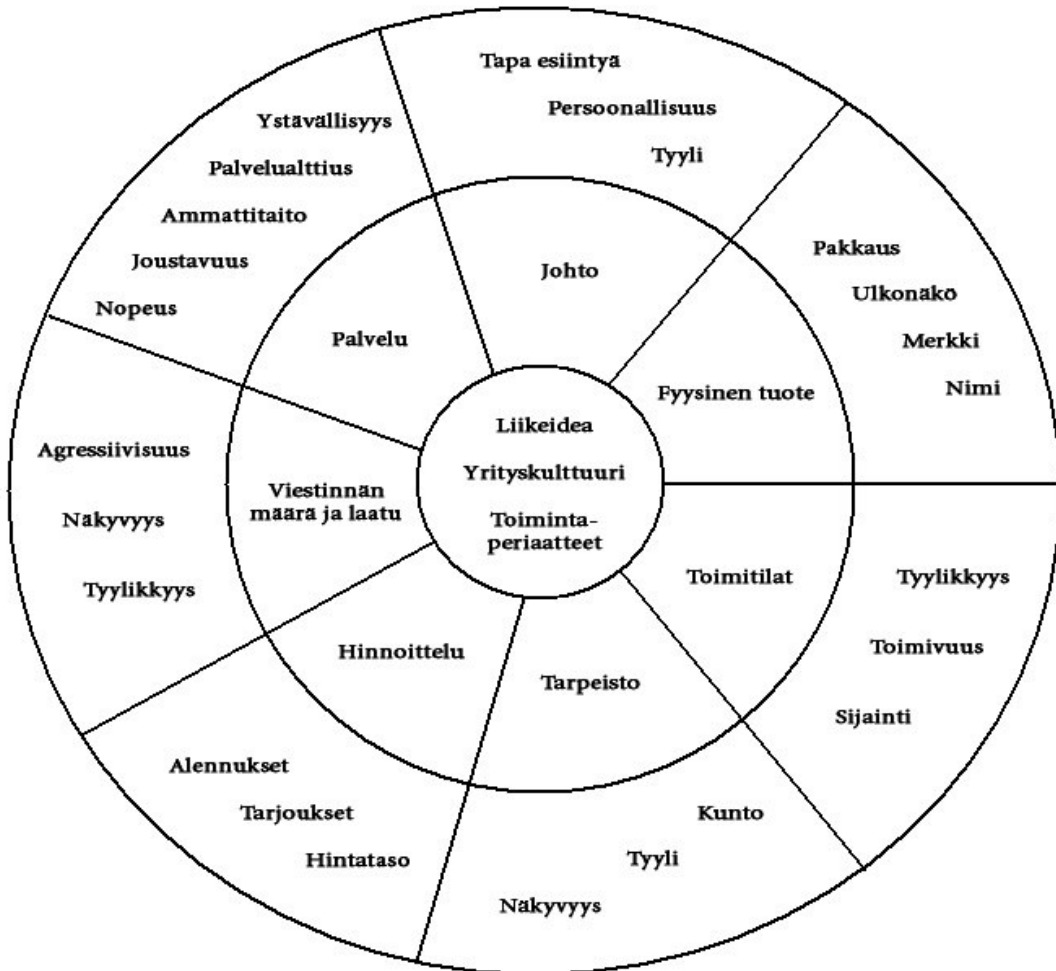 Tapa esiintyä
Persoonallisuus
Tyyli
Ystävällisyys
Palvelualttius
Ammattitaito
Joustavuus
Nopeus
Johto
Pakkaus
Ulkonäkö
Merkki
Nimi
Palvelu
Fyysinen tuote
Liikeidea
Yrityskulttuuri
Toiminta-
periaatteet
Agressiivisuus
Näkyvyys
Tyylikkyys
Viestinnän
määrä ja laatu
Toimitilat
Tyylikkyys
Toimivuus
Sijainti
Hinnoittelu
Tarpeisto
Alennukset
Tarjoukset
Hintataso
Kunto
Tyyli
Näkyvyys